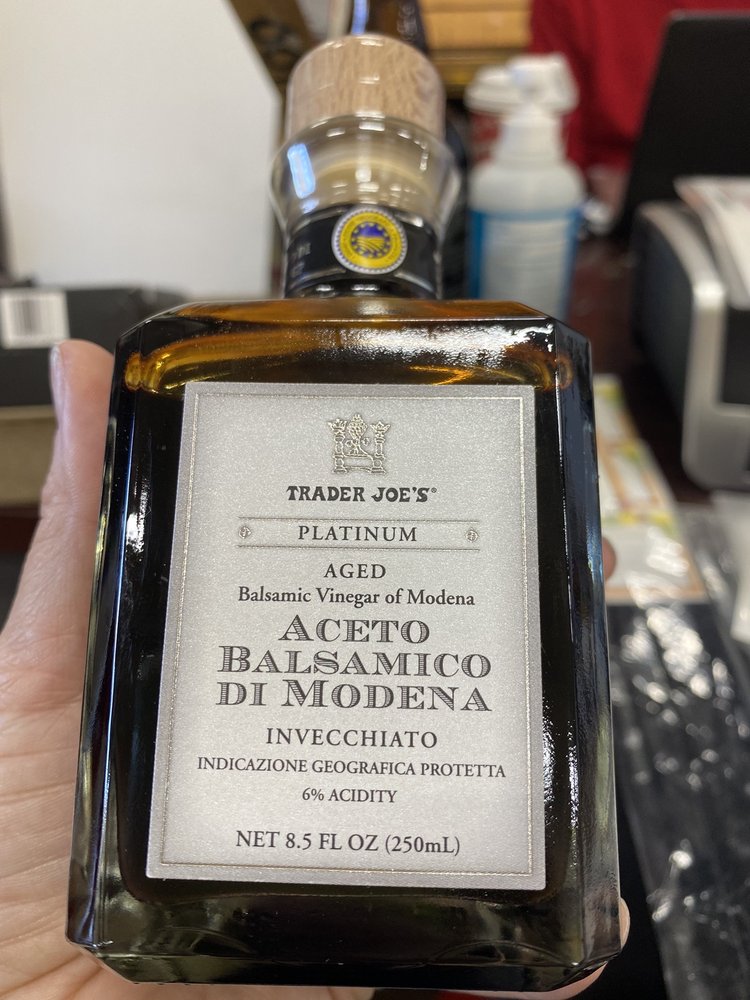 TRADER JOE'S®
PLATINUM
AGED
Balsamic Vinegar of Modena
ACETO
BALSAMICO
DI MODENA
INVECCHIATO
INDICAZIONE GEOGRAFICA PROTETTA
6% ACIDITY
NET 8.5 FL OZ (250mL)